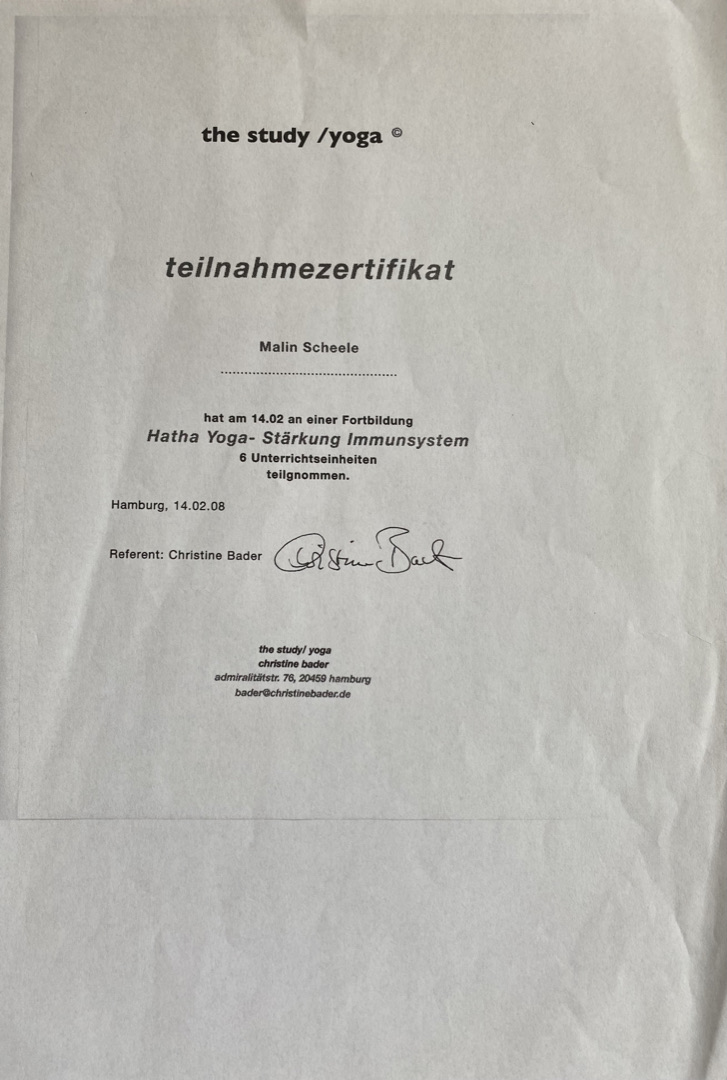 the study /yoga ©
teilnahmezertifikat
Malin Scheele
............................................
hat am 14.02 an einer Fortbildung
Hatha Yoga- Stärkung Immunsystem
6 Unterrichtseinheiten
teilgnommen.
Hamburg, 14.02.08
Referent: Christine Bader Christine Bader
the study/ yoga
christine bader
admiralitätstr. 76, 20459 hamburg
bader@christinebader.de